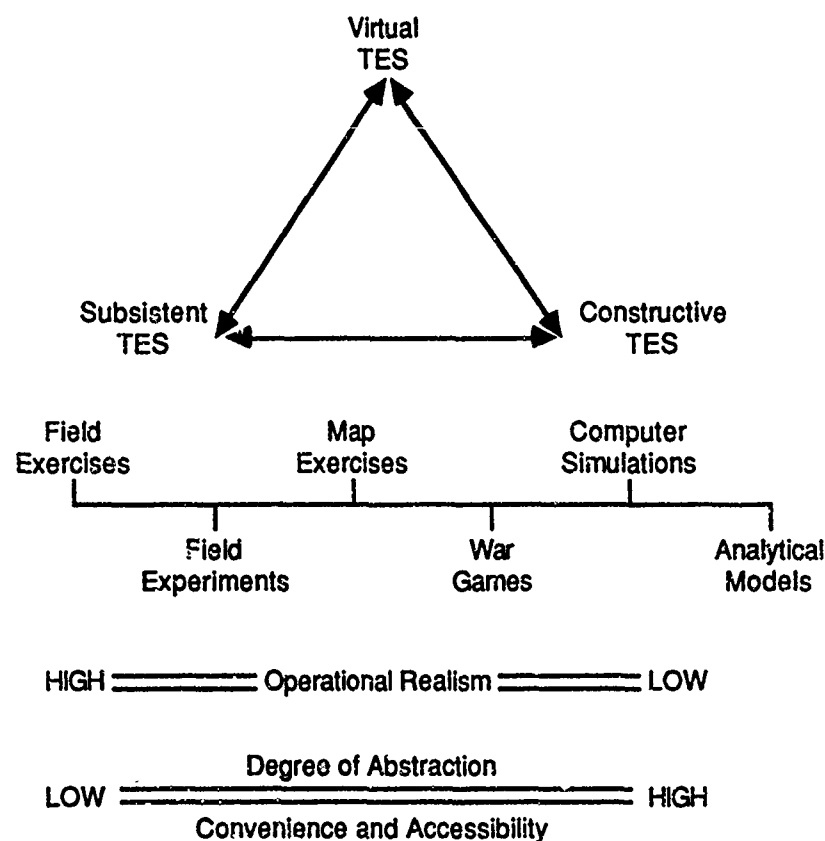 Virtual
TES
Subsistent
TES
Constructive
TES
Field
Exercises
Map
Exercises
Computer
Simulations
Field
Experiments
War
Games
Analytical
Models
HIGH Operational Realism LOW
Degree of Abstraction
LOW HIGH
Convenience and Accessibility